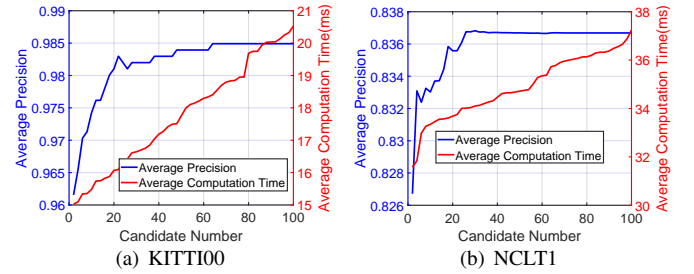 0.99
0.985
0.98
0.975
0.97
0.965
0.96
Average Precision
0 20 40 60 80 100
Candidate Number
21
20
19
18
17
16
15
Average Computation Time(ms)
Average Precision
Average Computation Time
(a) KITTI00
0.838
0.836
0.834
0.832
0.83
0.828
0.826
Average Precision
0 20 40 60 80 100
Candidate Number
38
36
34
32
30
Average Computation Time(ms)
Average Precision
Average Computation Time
(b) NCLT1